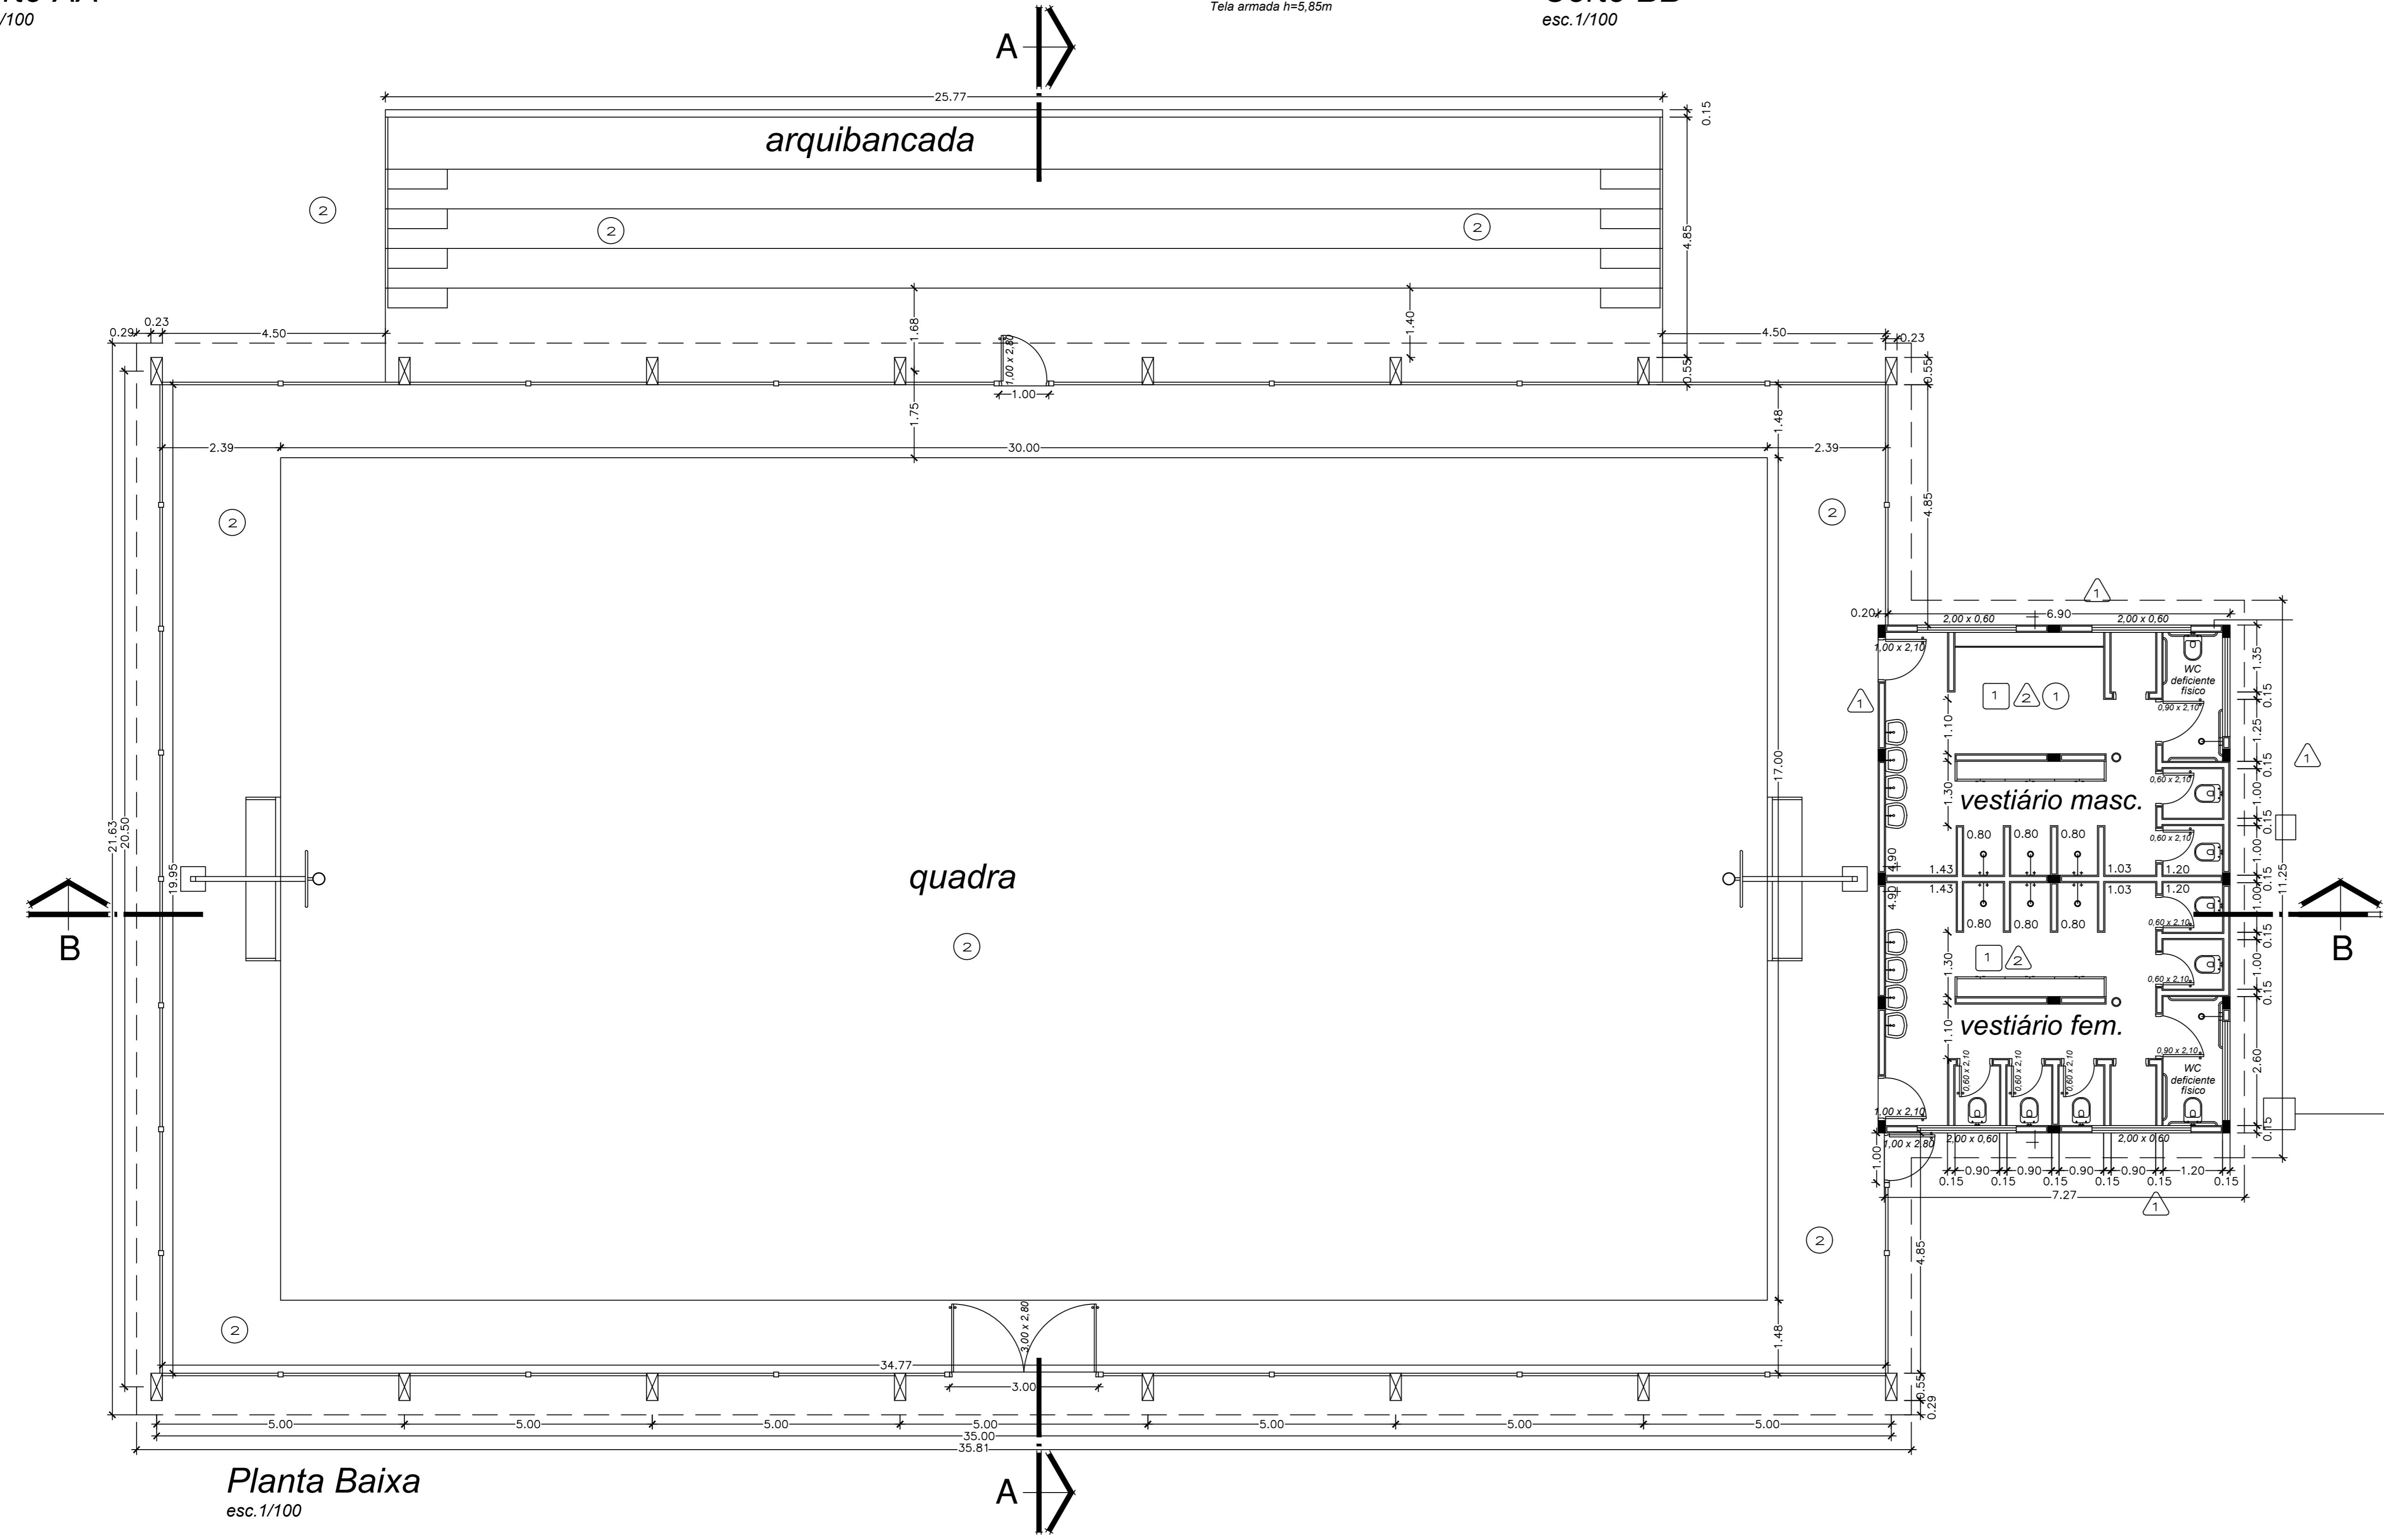 /100
Tela armada h=5,85m
esc.1/100
A
25.77
0.15
arquibancada
2
2
2
4.85
0.29
0.23
4.50
1.68
1,00 x 2,80
1.40
4.50
0.23
0.55
0.55
1.00
1.75
1.48
2.39
30.00
2.39
2
2
4.85
1
0.20
6.90
2,00 x 0,60
2,00 x 0,60
1,00 x 2,10
WC
deficiente
físico
1.35
0.15
1
1
2
1
0,90 x 2,10
1.10
1.25
17.00
1
0.15
0,60 x 2,10
vestiário masc.
1.30
1.00
0.15
21.63
20.50
19.95
0.80
0.80
0.80
0,60 x 2,10
1.00
quadra
4.90
1.43
1.03
1.20
0.15
11.25
1.43
1.03
1.20
4.90
1.00
0.80
0.80
0.80
0,60 x 2,10
B
B
2
0.15
1
2
1.30
1.00
0,60 x 2,10
0.15
vestiário fem.
1.10
0,90 x 2,10
0,60 x 2,10
0,60 x 2,10
0,60 x 2,10
WC
deficiente
físico
2.60
1,00 x 2,10
0.15
1,00 x 2,80
2,00 x 0,60
2,00 x 0,60
1.00
0.90
0.90
0.90
0.90
1.20
0.15
0.15
0.15
0.15
0.15
0.15
7.27
1
2
4.85
2
3,00 x 2,80
1.48
34.77
3.00
0.55
0.29
5.00
5.00
5.00
5.00
5.00
5.00
5.00
35.00
35.81
Planta Baixa
esc.1/100
A